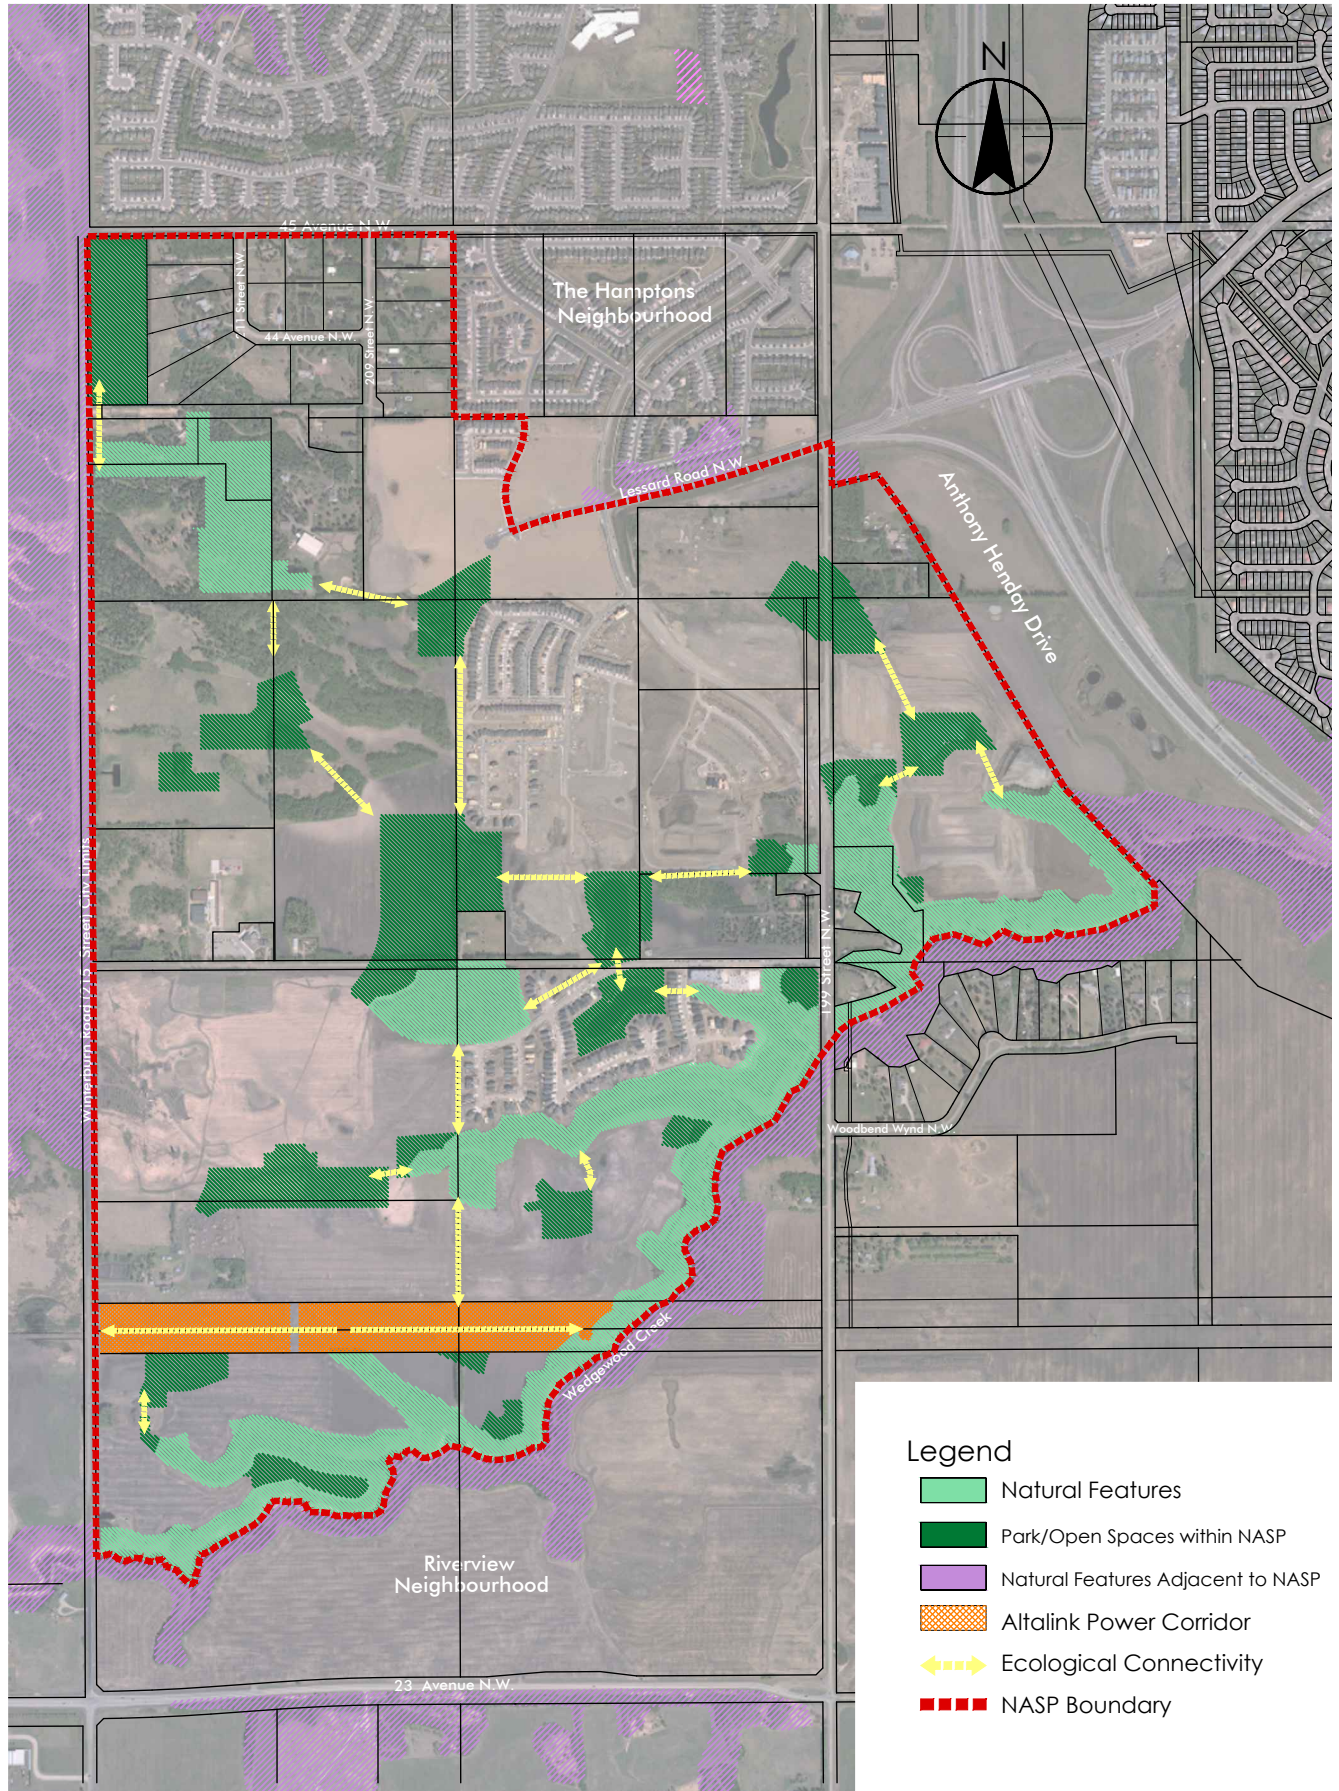 N
45 Avenue N.W.
The Hamptons
Neighbourhood
211 Street N.W.
44 Avenue N.W.
209 Street N.W.
Lessard Road N.W.
Anthony Henday Drive
Winterburn Road (215 Street) City Limits
199 Street N.W.
Woodbend Wynd N.W.
Wedgewood Creek
Riverview
Neighbourhood
23 Avenue N.W.
Legend
Natural Features
Park/Open Spaces within NASP
Natural Features Adjacent to NASP
Altalink Power Corridor
Ecological Connectivity
NASP Boundary